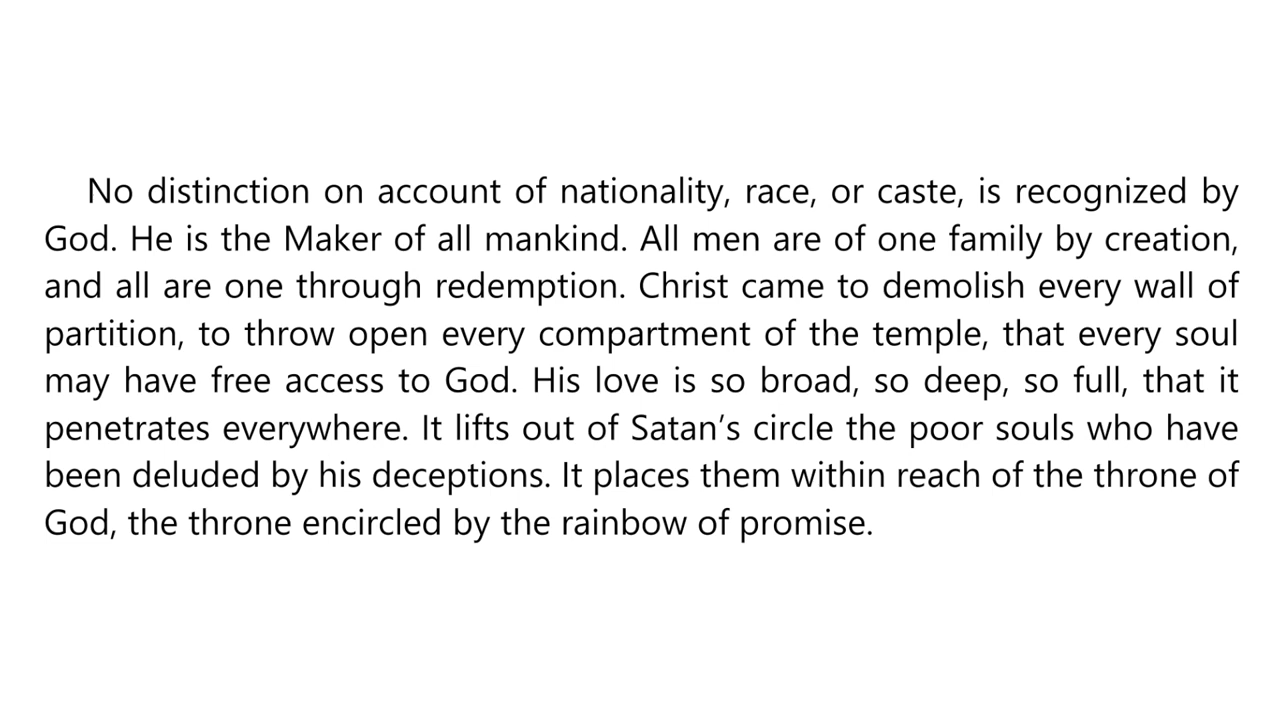 No distinction on account of nationality, race, or caste, is recognized by
God. He is the Maker of all mankind. All men are of one family by creation,
and all are one through redemption. Christ came to demolish every wall of
partition, to throw open every compartment of the temple, that every soul
may have free access to God. His love is so broad, so deep, so full, that it
penetrates everywhere. It lifts out of Satan’s circle the poor souls who have
been deluded by his deceptions. It places them within reach of the throne of
God, the throne encircled by the rainbow of promise.